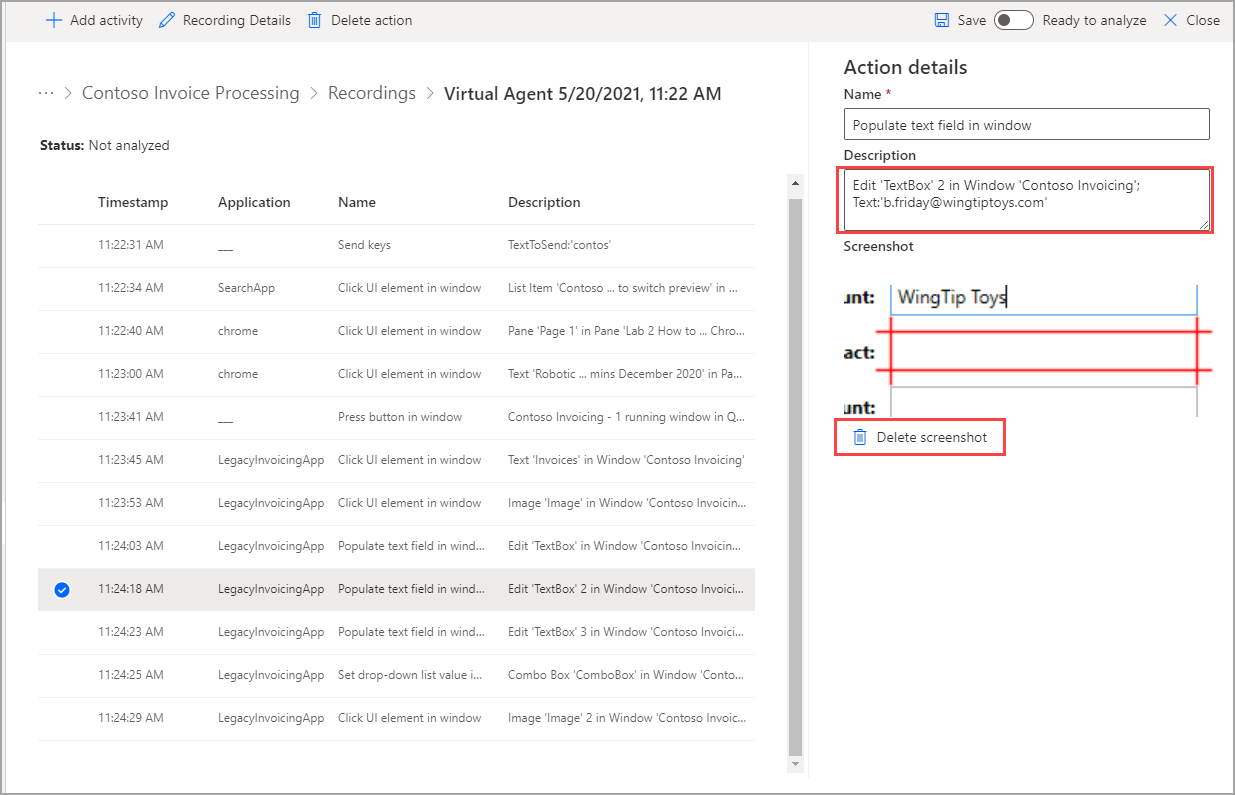 Add activity Recording Details Delete action Save Ready to analyze Close
··· > Contoso Invoice Processing > Recordings > Virtual Agent 5/20/2021, 11:22 AM
Status: Not analyzed
Timestamp Application Name Description
11:22:31 AM ___ Send keys TextToSend:'contos'
11:22:34 AM SearchApp Click UI element in window List Item 'Contoso ... to switch preview' in ...
11:22:40 AM chrome Click UI element in window Pane 'Page 1' in Pane 'Lab 2 How to ... Chro...
11:23:00 AM chrome Click UI element in window Text 'Robotic ... mins December 2020' in Pa...
11:23:41 AM ___ Press button in window Contoso Invoicing - 1 running window in Q...
11:23:45 AM LegacyInvoicingApp Click UI element in window Text 'Invoices' in Window 'Contoso Invoicing'
11:23:53 AM LegacyInvoicingApp Click UI element in window Image 'Image' in Window 'Contoso Invoicin...
11:24:03 AM LegacyInvoicingApp Populate text field in wind... Edit 'TextBox' in Window 'Contoso Invoicin...
11:24:18 AM LegacyInvoicingApp Populate text field in wind... Edit 'TextBox' 2 in Window 'Contoso Invoici...
11:24:23 AM LegacyInvoicingApp Populate text field in wind... Edit 'TextBox' 3 in Window 'Contoso Invoici...
11:24:25 AM LegacyInvoicingApp Set drop-down list value i... Combo Box 'ComboBox' in Window 'Conto...
11:24:29 AM LegacyInvoicingApp Click UI element in window Image 'Image' 2 in Window 'Contoso Invoic...
Action details
Name *
Populate text field in window
Description
Edit 'TextBox' 2 in Window 'Contoso Invoicing';
Text:'b.friday@wingtiptoys.com'
Screenshot
unt: WingTip Toys
act:
unt:
Delete screenshot